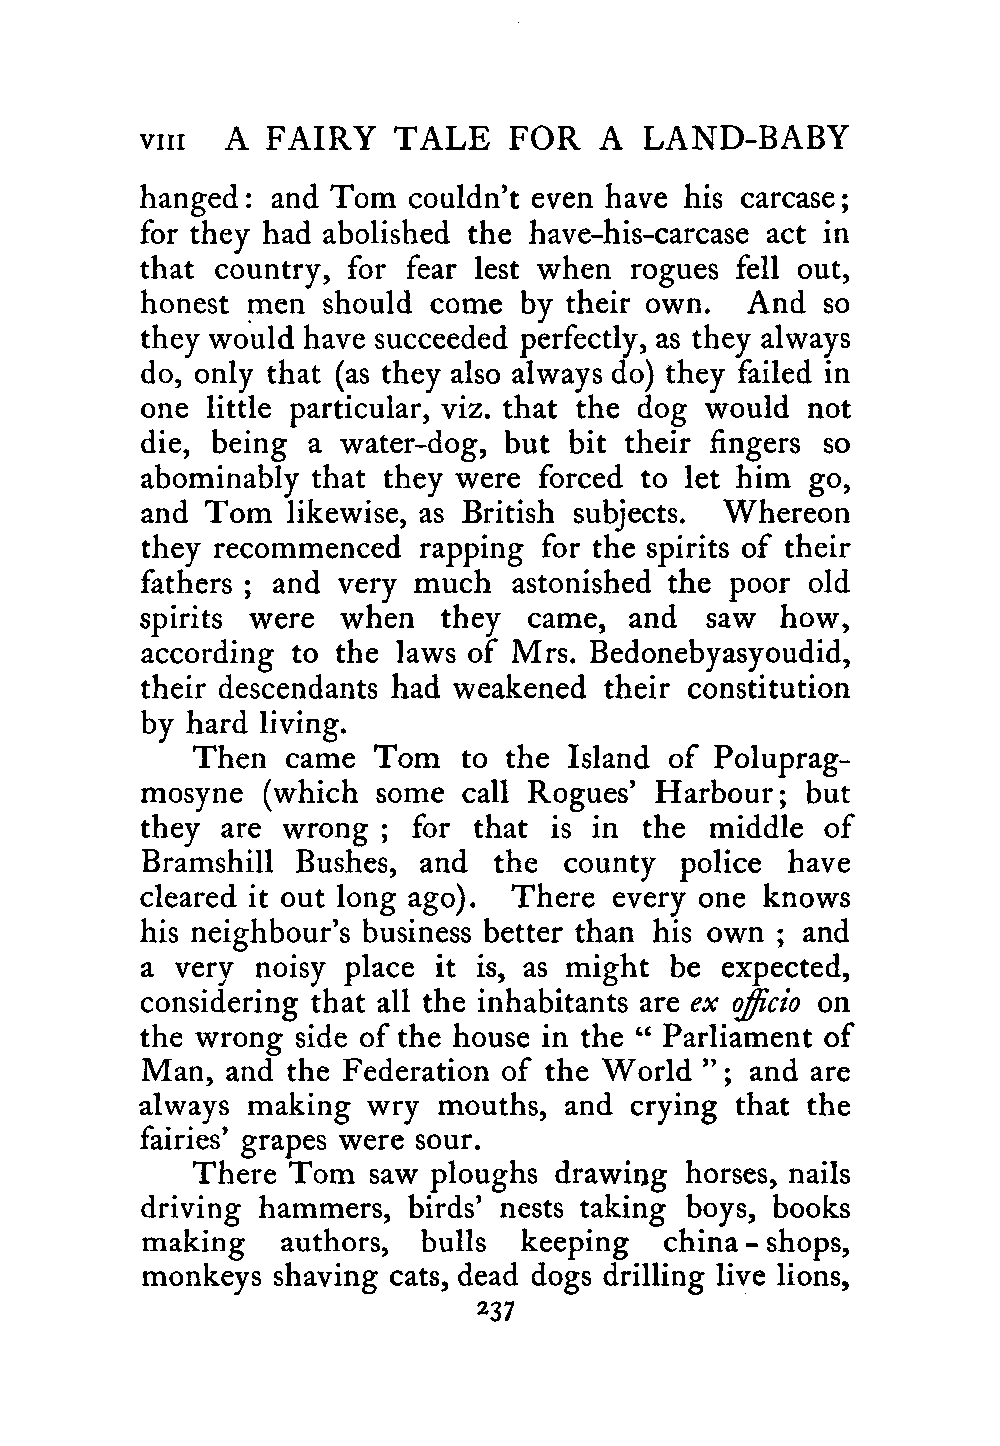 VIII A FAIRY TALE FOR A LAND-BABY
hanged: and Tom couldn't even have his carcase;
for they had abolished the have-his-carcase act in
that country, for fear lest when rogues fell out,
honest men should come by their own. And so
they would have succeeded perfectly, as they always
do, only that (as they also always do) they failed in
one little particular, viz. that the dog would not
die, being a water-dog, but bit their fingers so
abominably that they were forced to let him go,
and Tom likewise, as British subjects. Whereon
they recommenced rapping for the spirits of their
fathers ; and very much astonished the poor old
spirits were when they came, and saw how,
according to the laws of Mrs. Bedonebyasyoudid,
their descendants had weakened their constitution
by hard living.
Then came Tom to the Island of Poluprag-
mosyne (which some call Rogues' Harbour; but
they are wrong ; for that is in the middle of
Bramshill Bushes, and the county police have
cleared it out long ago). There every one knows
his neighbour's business better than his own ; and
a very noisy place it is, as might be expected,
considering that all the inhabitants are ex officio on
the wrong side of the house in the “ Parliament of
Man, and the Federation of the World ” ; and are
always making wry mouths, and crying that the
fairies' grapes were sour.
There Tom saw ploughs drawing horses, nails
driving hammers, birds' nests taking boys, books
making authors, bulls keeping china - shops,
monkeys shaving cats, dead dogs drilling live lions,
237